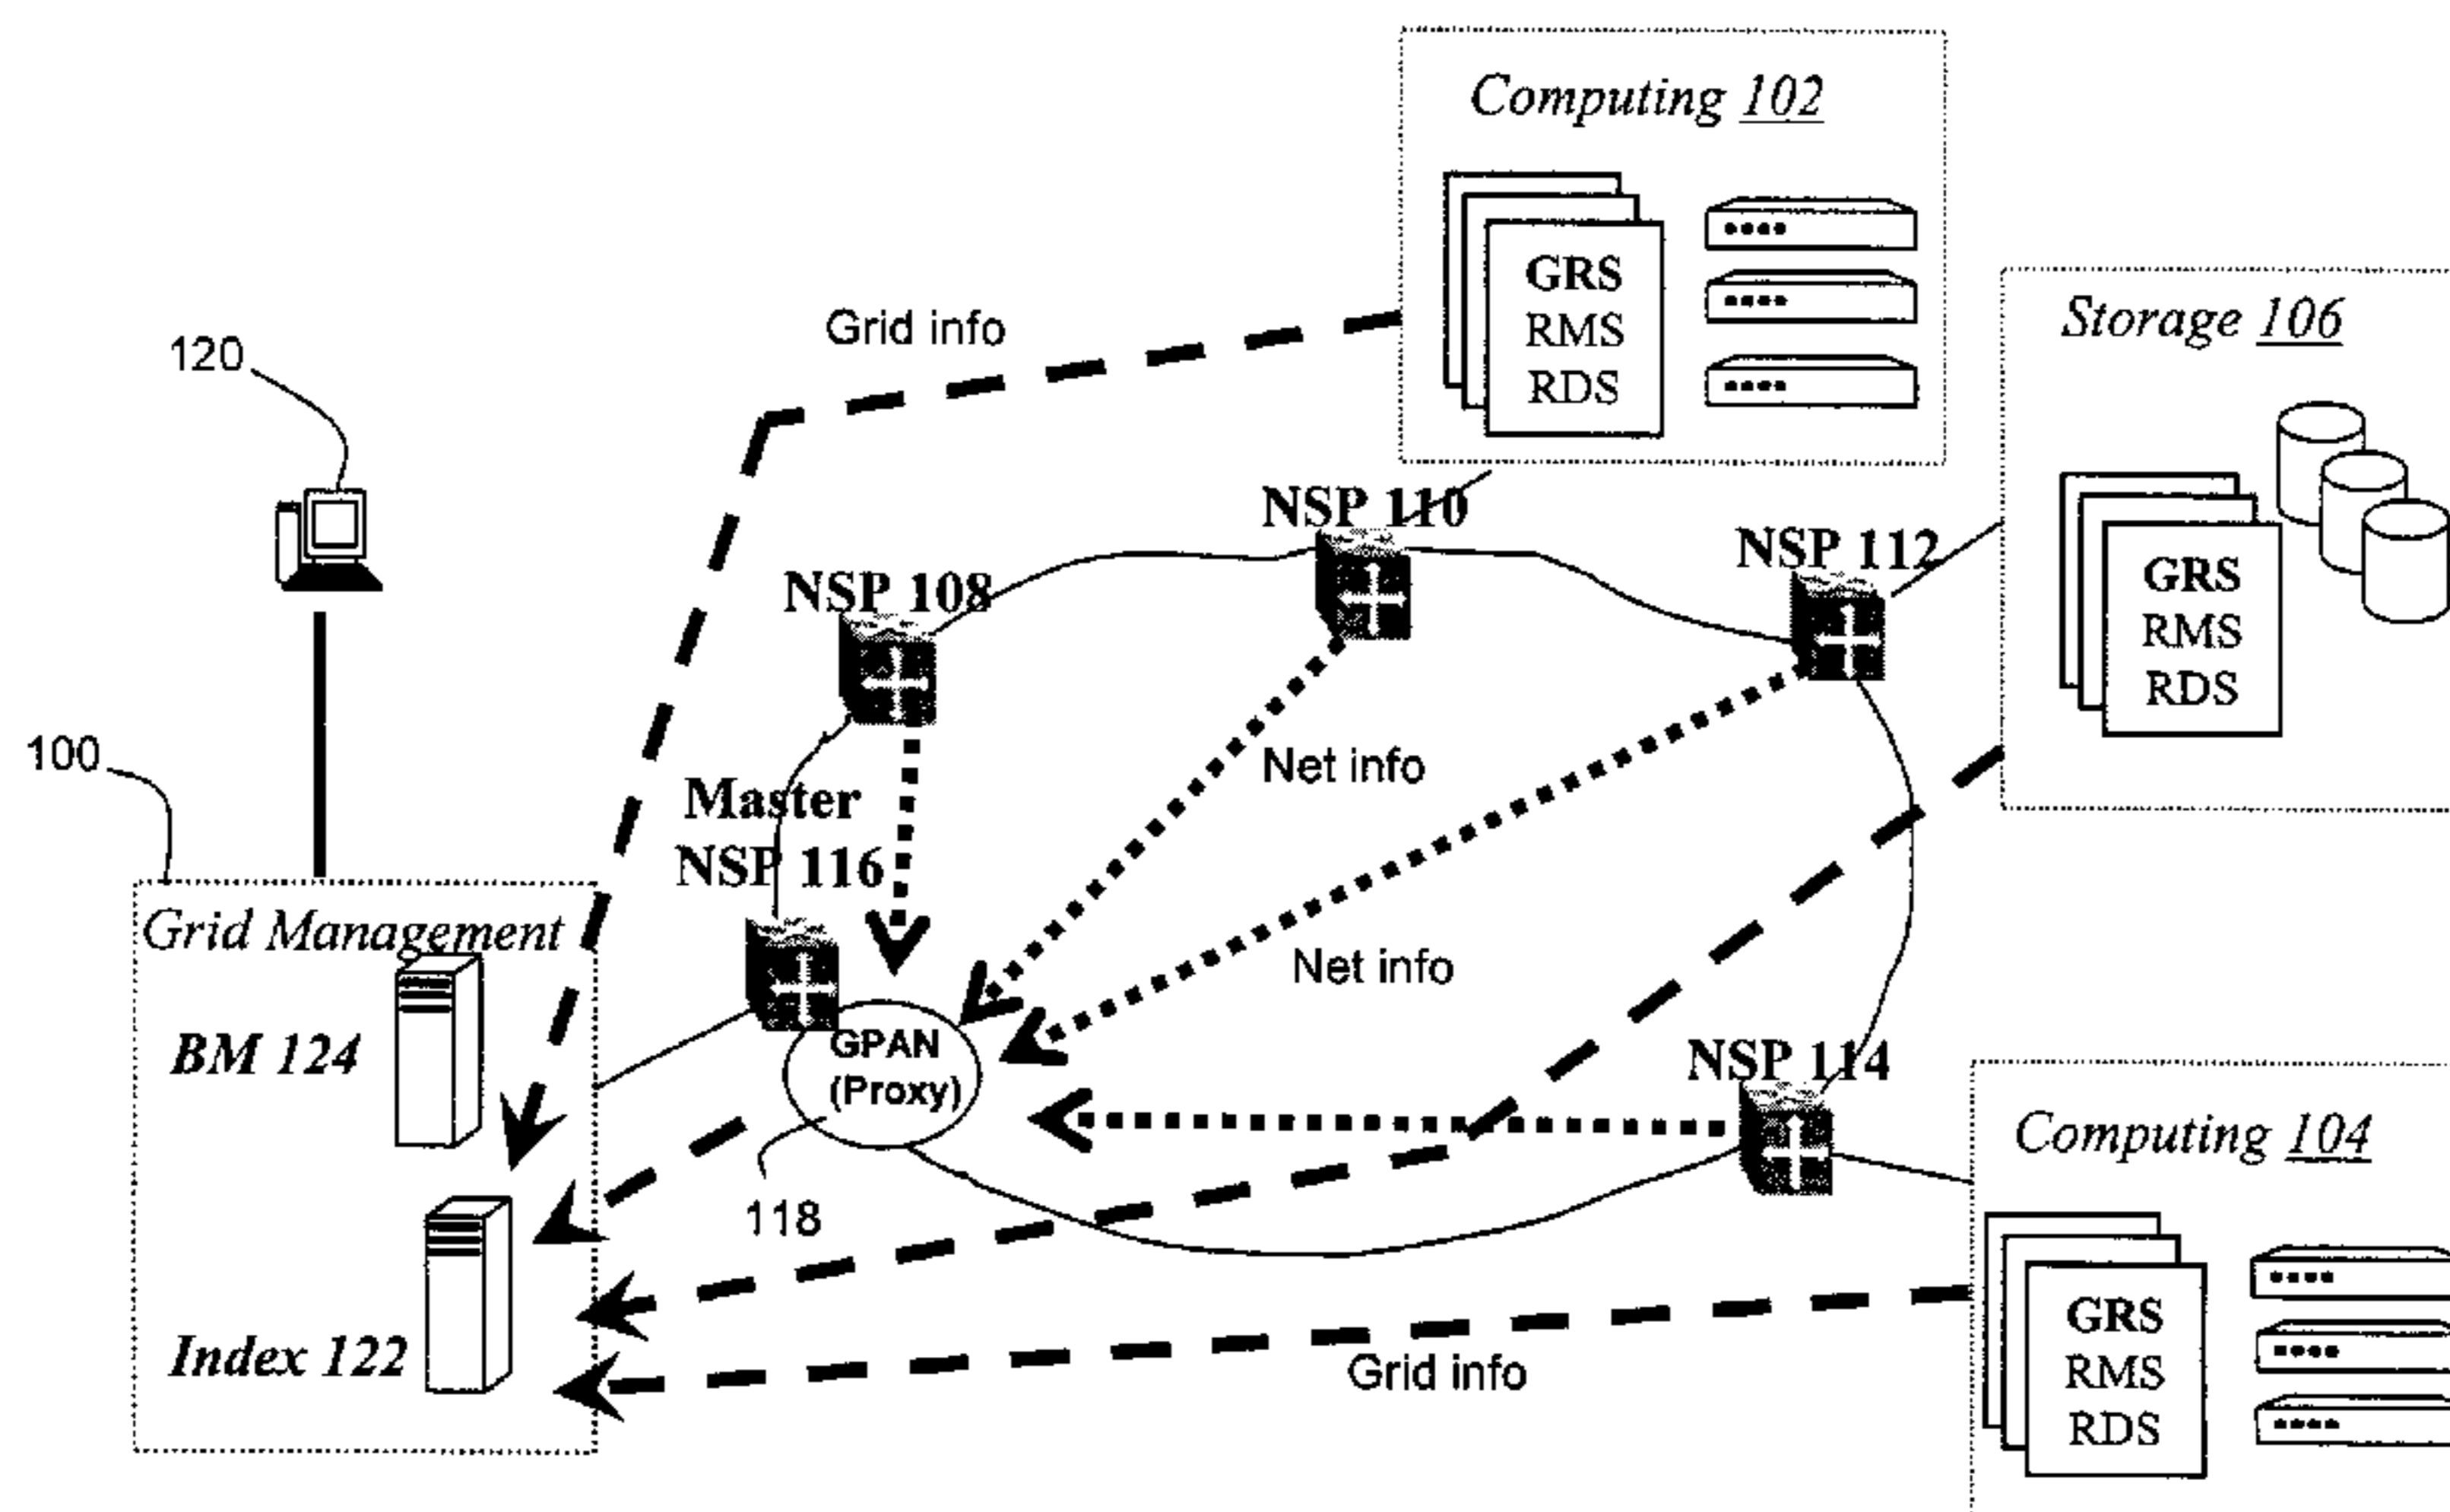 Computing 102
GRS
RMS
RDS
Grid info
Storage 106
GRS
RMS
RDS
120
NSP 110
NSP 112
NSP 108
100
Net info
Master
NSP 116
Grid Management
Net info
BM 124
GPAN
(Proxy)
NSP 114
Computing 104
118
GRS
RMS
RDS
Index 122
Grid info